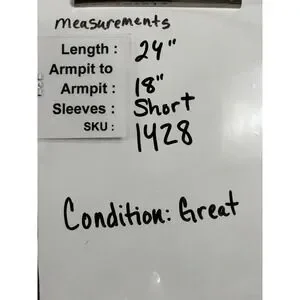 measurements
Length : 24"
Armpit to
Armpit : 18"
Sleeves : Short
SKU : 1428
Condition: Great